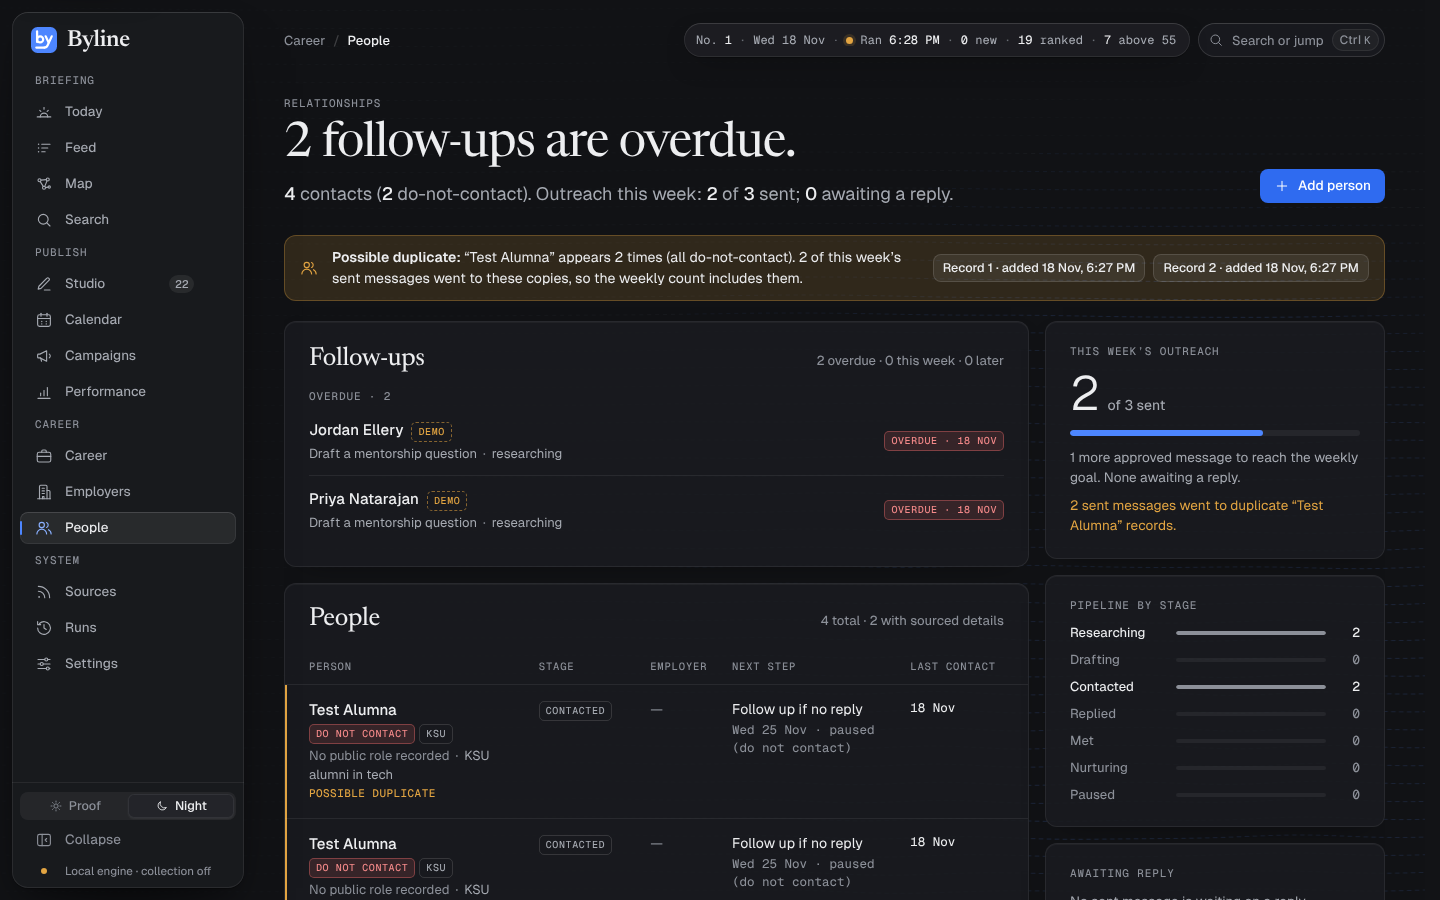 by Byline
BRIEFING
Today
Feed
Map
Search
PUBLISH
Studio 22
Calendar
Campaigns
Performance
CAREER
Career
Employers
People
SYSTEM
Sources
Runs
Settings
Proof Night
Collapse
Local engine · collection off
Career / People
No. 1 · Wed 18 Nov · Ran 6:28 PM · 0 new · 19 ranked · 7 above 55
Search or jump Ctrl K
RELATIONSHIPS
2 follow-ups are overdue.
4 contacts (2 do-not-contact). Outreach this week: 2 of 3 sent; 0 awaiting a reply.
Add person
Possible duplicate: “Test Alumna” appears 2 times (all do-not-contact). 2 of this week’s
sent messages went to these copies, so the weekly count includes them.
Record 1 · added 18 Nov, 6:27 PM
Record 2 · added 18 Nov, 6:27 PM
Follow-ups
2 overdue · 0 this week · 0 later
OVERDUE · 2
Jordan Ellery DEMO
Draft a mentorship question · researching
OVERDUE · 18 NOV
Priya Natarajan DEMO
Draft a mentorship question · researching
OVERDUE · 18 NOV
People
4 total · 2 with sourced details
PERSON STAGE EMPLOYER NEXT STEP LAST CONTACT
Test Alumna CONTACTED — Follow up if no reply 18 Nov
DO NOT CONTACT KSU Wed 25 Nov · paused
No public role recorded · KSU (do not contact)
alumni in tech
POSSIBLE DUPLICATE
Test Alumna CONTACTED — Follow up if no reply 18 Nov
DO NOT CONTACT KSU Wed 25 Nov · paused
No public role recorded · KSU (do not contact)
THIS WEEK’S OUTREACH
2 of 3 sent
1 more approved message to reach the weekly
goal. None awaiting a reply.
2 sent messages went to duplicate “Test
Alumna” records.
PIPELINE BY STAGE
Researching 2
Drafting 0
Contacted 2
Replied 0
Met 0
Nurturing 0
Paused 0
AWAITING REPLY
No sent message is waiting on a reply.